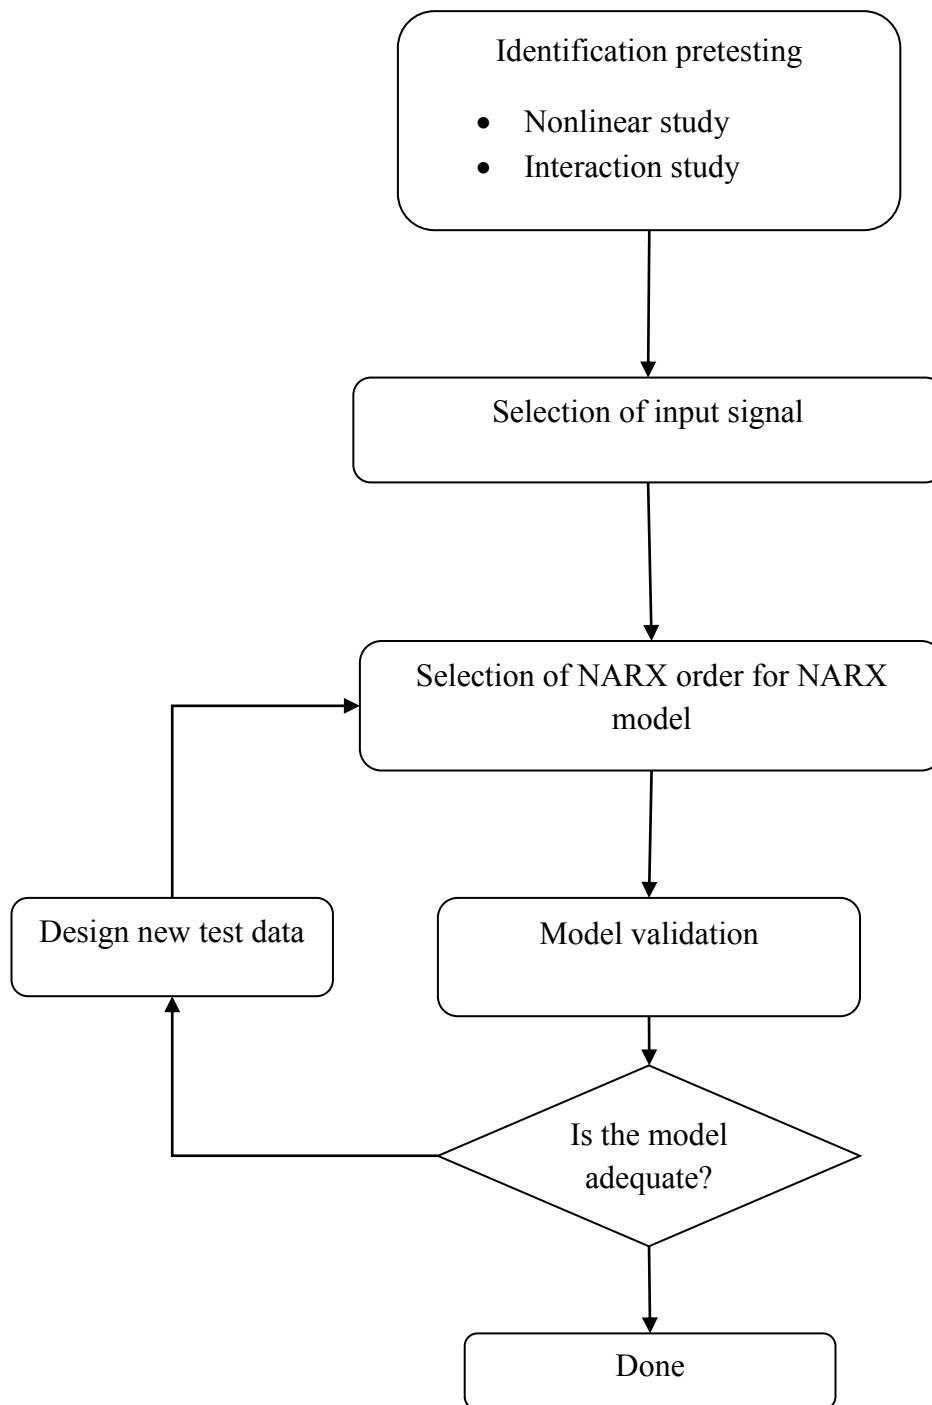 Identification pretesting
• Nonlinear study
• Interaction study
Selection of input signal
Selection of NARX order for NARX
model
Design new test data
Model validation
Is the model
adequate?
Done